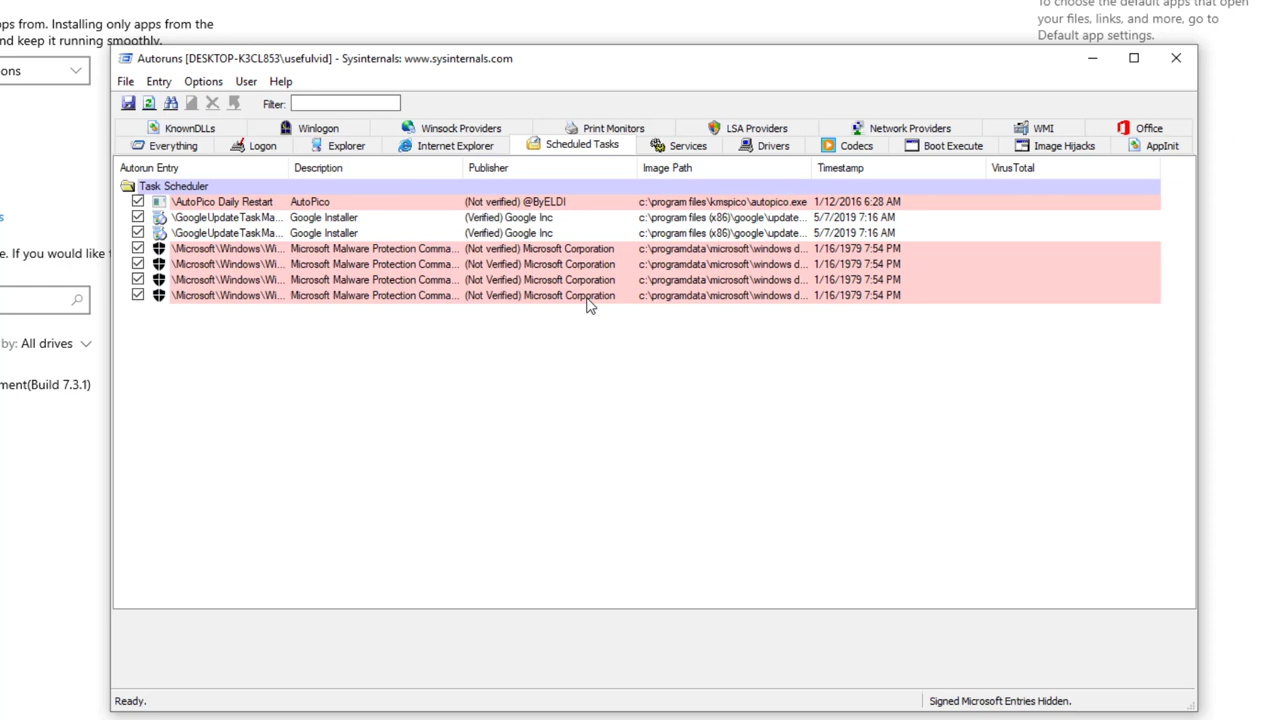 ps from. Installing only apps from the
nd keep it running smoothly.
ons
s
e. If you would like
by: All drives
ment(Build 7.3.1)
To choose the default apps that open
your files, links, and more, go to
Default app settings.
Autoruns [DESKTOP-K3CL853\usefulvid] - Sysinternals: www.sysinternals.com
File Entry Options User Help
Filter:
KnownDLLs Winlogon Winsock Providers Print Monitors LSA Providers Network Providers WMI Office
Everything Logon Explorer Internet Explorer Scheduled Tasks Services Drivers Codecs Boot Execute Image Hijacks AppInit
Autorun Entry Description Publisher Image Path Timestamp VirusTotal
Task Scheduler
\AutoPico Daily Restart AutoPico (Not verified) @ByELDI c:\program files\kmspico\autopico.exe 1/12/2016 6:28 AM
\GoogleUpdateTaskMa... Google Installer (Verified) Google Inc c:\program files (x86)\google\update... 5/7/2019 7:16 AM
\GoogleUpdateTaskMa... Google Installer (Verified) Google Inc c:\program files (x86)\google\update... 5/7/2019 7:16 AM
\Microsoft\Windows\Wi... Microsoft Malware Protection Comma... (Not verified) Microsoft Corporation c:\programdata\microsoft\windows d... 1/16/1979 7:54 PM
\Microsoft\Windows\Wi... Microsoft Malware Protection Comma... (Not Verified) Microsoft Corporation c:\programdata\microsoft\windows d... 1/16/1979 7:54 PM
\Microsoft\Windows\Wi... Microsoft Malware Protection Comma... (Not Verified) Microsoft Corporation c:\programdata\microsoft\windows d... 1/16/1979 7:54 PM
\Microsoft\Windows\Wi... Microsoft Malware Protection Comma... (Not Verified) Microsoft Corporation c:\programdata\microsoft\windows d... 1/16/1979 7:54 PM
Ready.
Signed Microsoft Entries Hidden.